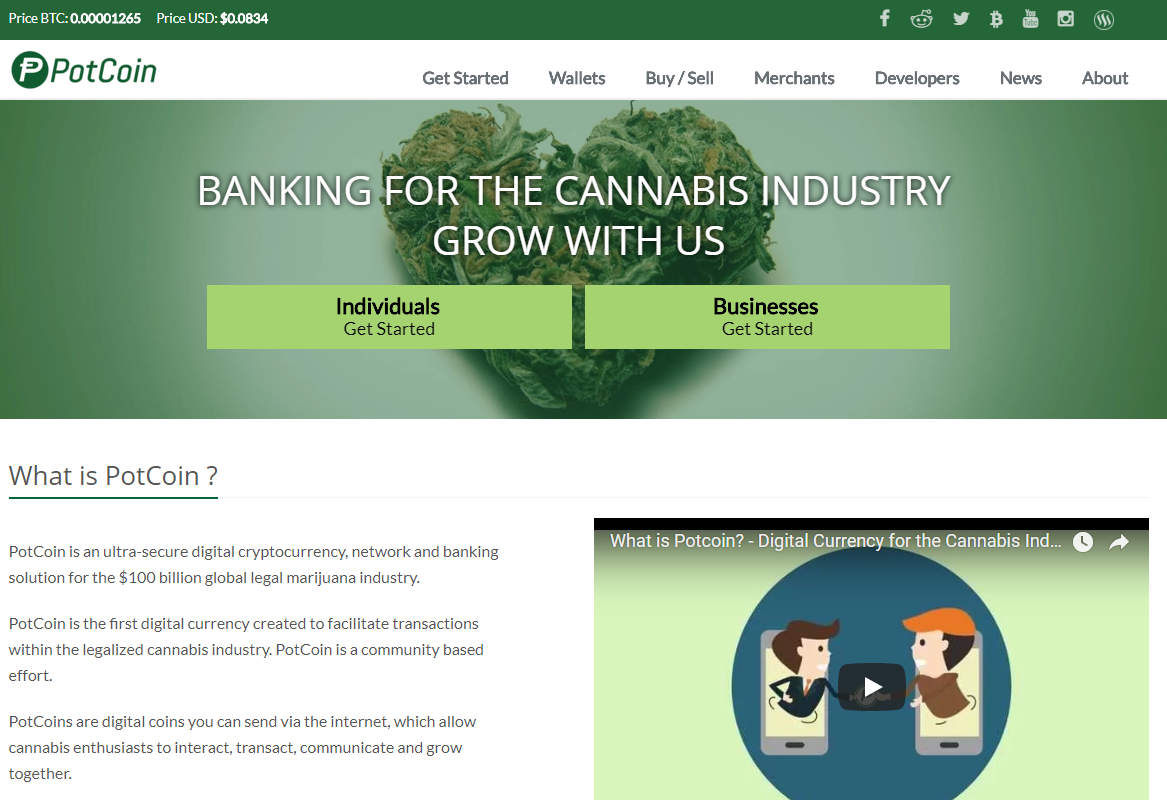 Price BTC: 0.00001265 Price USD: $0.0834
You Tube
PotCoin
Get Started Wallets Buy / Sell Merchants Developers News About
BANKING FOR THE CANNABIS INDUSTRY
GROW WITH US
Individuals
Get Started
Businesses
Get Started
What is PotCoin ?
PotCoin is an ultra-secure digital cryptocurrency, network and banking
solution for the $100 billion global legal marijuana industry.
PotCoin is the first digital currency created to facilitate transactions
within the legalized cannabis industry. PotCoin is a community based
effort.
PotCoins are digital coins you can send via the internet, which allow
cannabis enthusiasts to interact, transact, communicate and grow
together.
What is Potcoin? - Digital Currency for the Cannabis Ind...